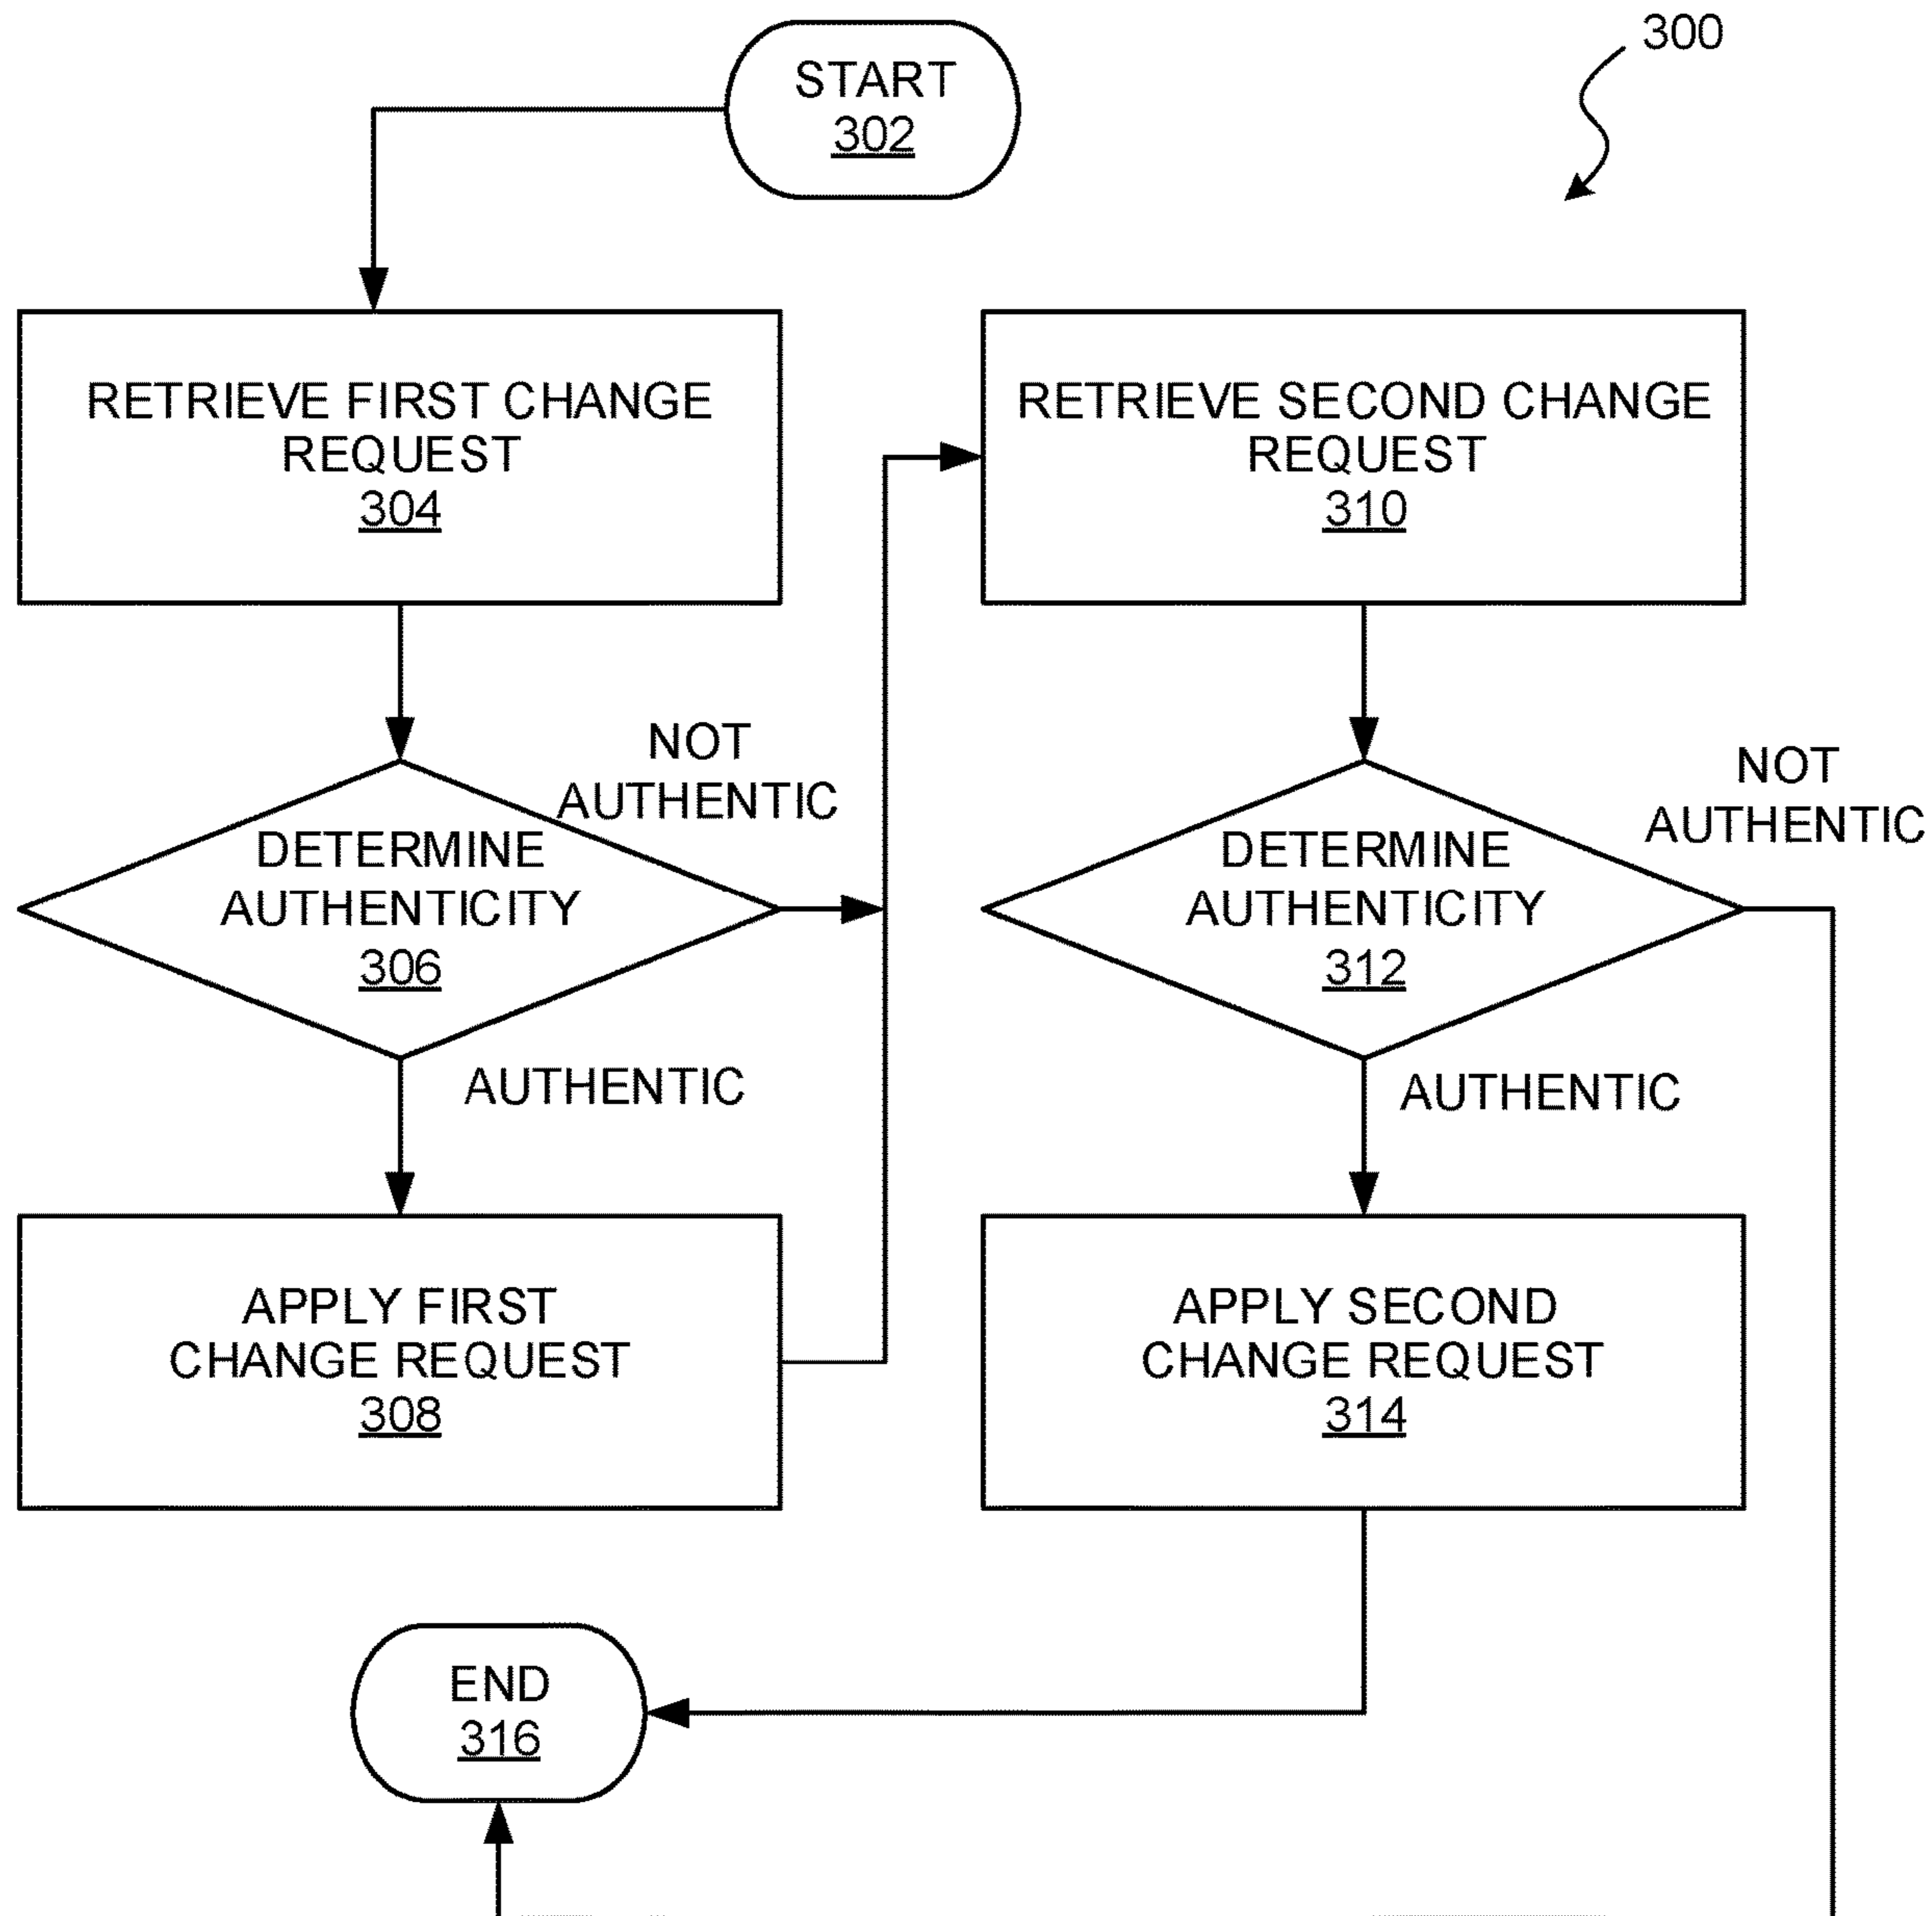 300
START
302
RETRIEVE FIRST CHANGE
REQUEST
304
NOT
AUTHENTIC
DETERMINE
AUTHENTICITY
306
AUTHENTIC
APPLY FIRST
CHANGE REQUEST
308
RETRIEVE SECOND CHANGE
REQUEST
310
NOT
AUTHENTIC
DETERMINE
AUTHENTICITY
312
AUTHENTIC
APPLY SECOND
CHANGE REQUEST
314
END
316